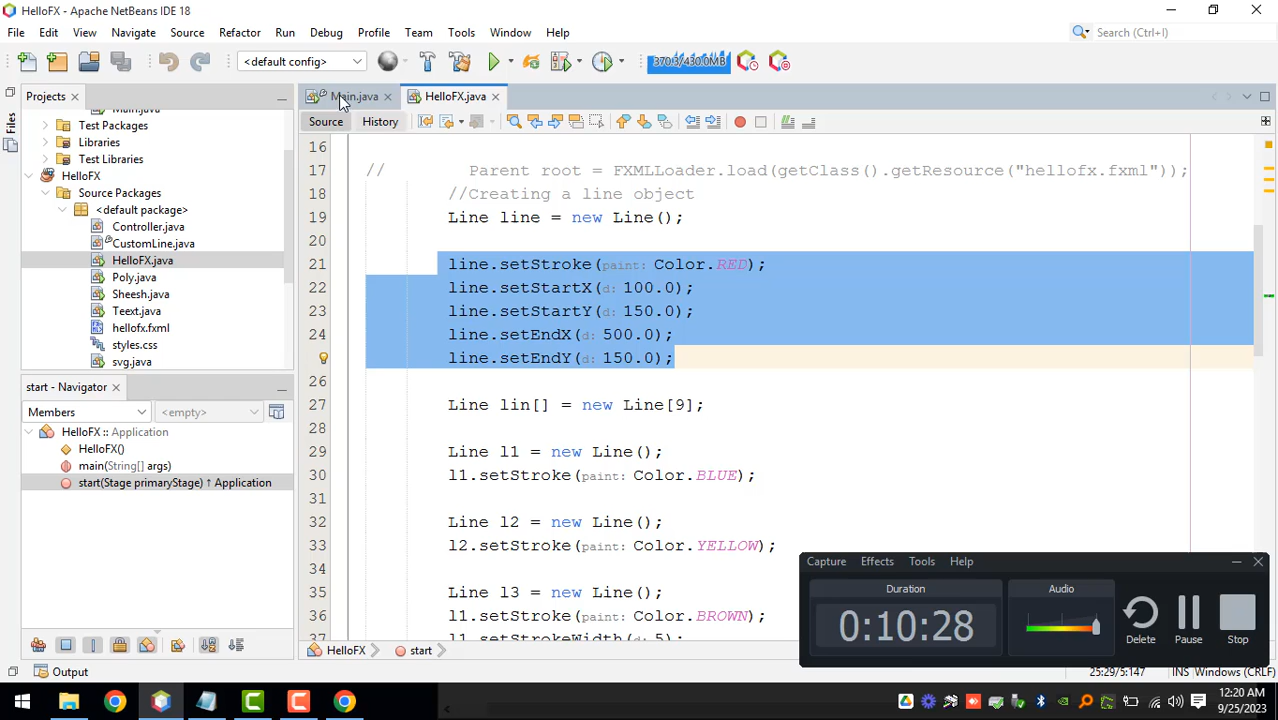 HelloFX - Apache NetBeans IDE 18
File Edit View Navigate Source Refactor Run Debug Profile Team Tools Window Help
Search (Ctrl+I)
<default config>
370.3/430.0MB
Projects
Main.java
HelloFX.java
Files
Source History
Main.java
Test Packages
Libraries
Test Libraries
HelloFX
Source Packages
<default package>
Controller.java
CustomLine.java
HelloFX.java
Poly.java
Sheesh.java
Teext.java
hellofx.fxml
styles.css
svg.java
16
17 // Parent root = FXMLLoader.load(getClass().getResource("hellofx.fxml"));
18 //Creating a line object
19 Line line = new Line();
20
21 line.setStroke(paint: Color.RED);
22 line.setStartX(d: 100.0);
23 line.setStartY(d: 150.0);
24 line.setEndX(d: 500.0);
line.setEndY(d: 150.0);
26
27 Line lin[] = new Line[9];
28
29 Line l1 = new Line();
30 l1.setStroke(paint: Color.BLUE);
31
32 Line l2 = new Line();
33 l2.setStroke(paint: Color.YELLOW);
34
35 Line l3 = new Line();
36 l1.setStroke(paint: Color.BROWN);
37 l1.setStrokeWidth(5);
start - Navigator
Members
<empty>
HelloFX :: Application
HelloFX()
main(String[] args)
start(Stage primaryStage) ↑ Application
HelloFX
start
Output
25:29/5:147
INS
Windows (CRLF)
Capture Effects Tools Help
Duration
0:10:28
Audio
Delete
Pause
Stop
12:20 AM
9/25/2023